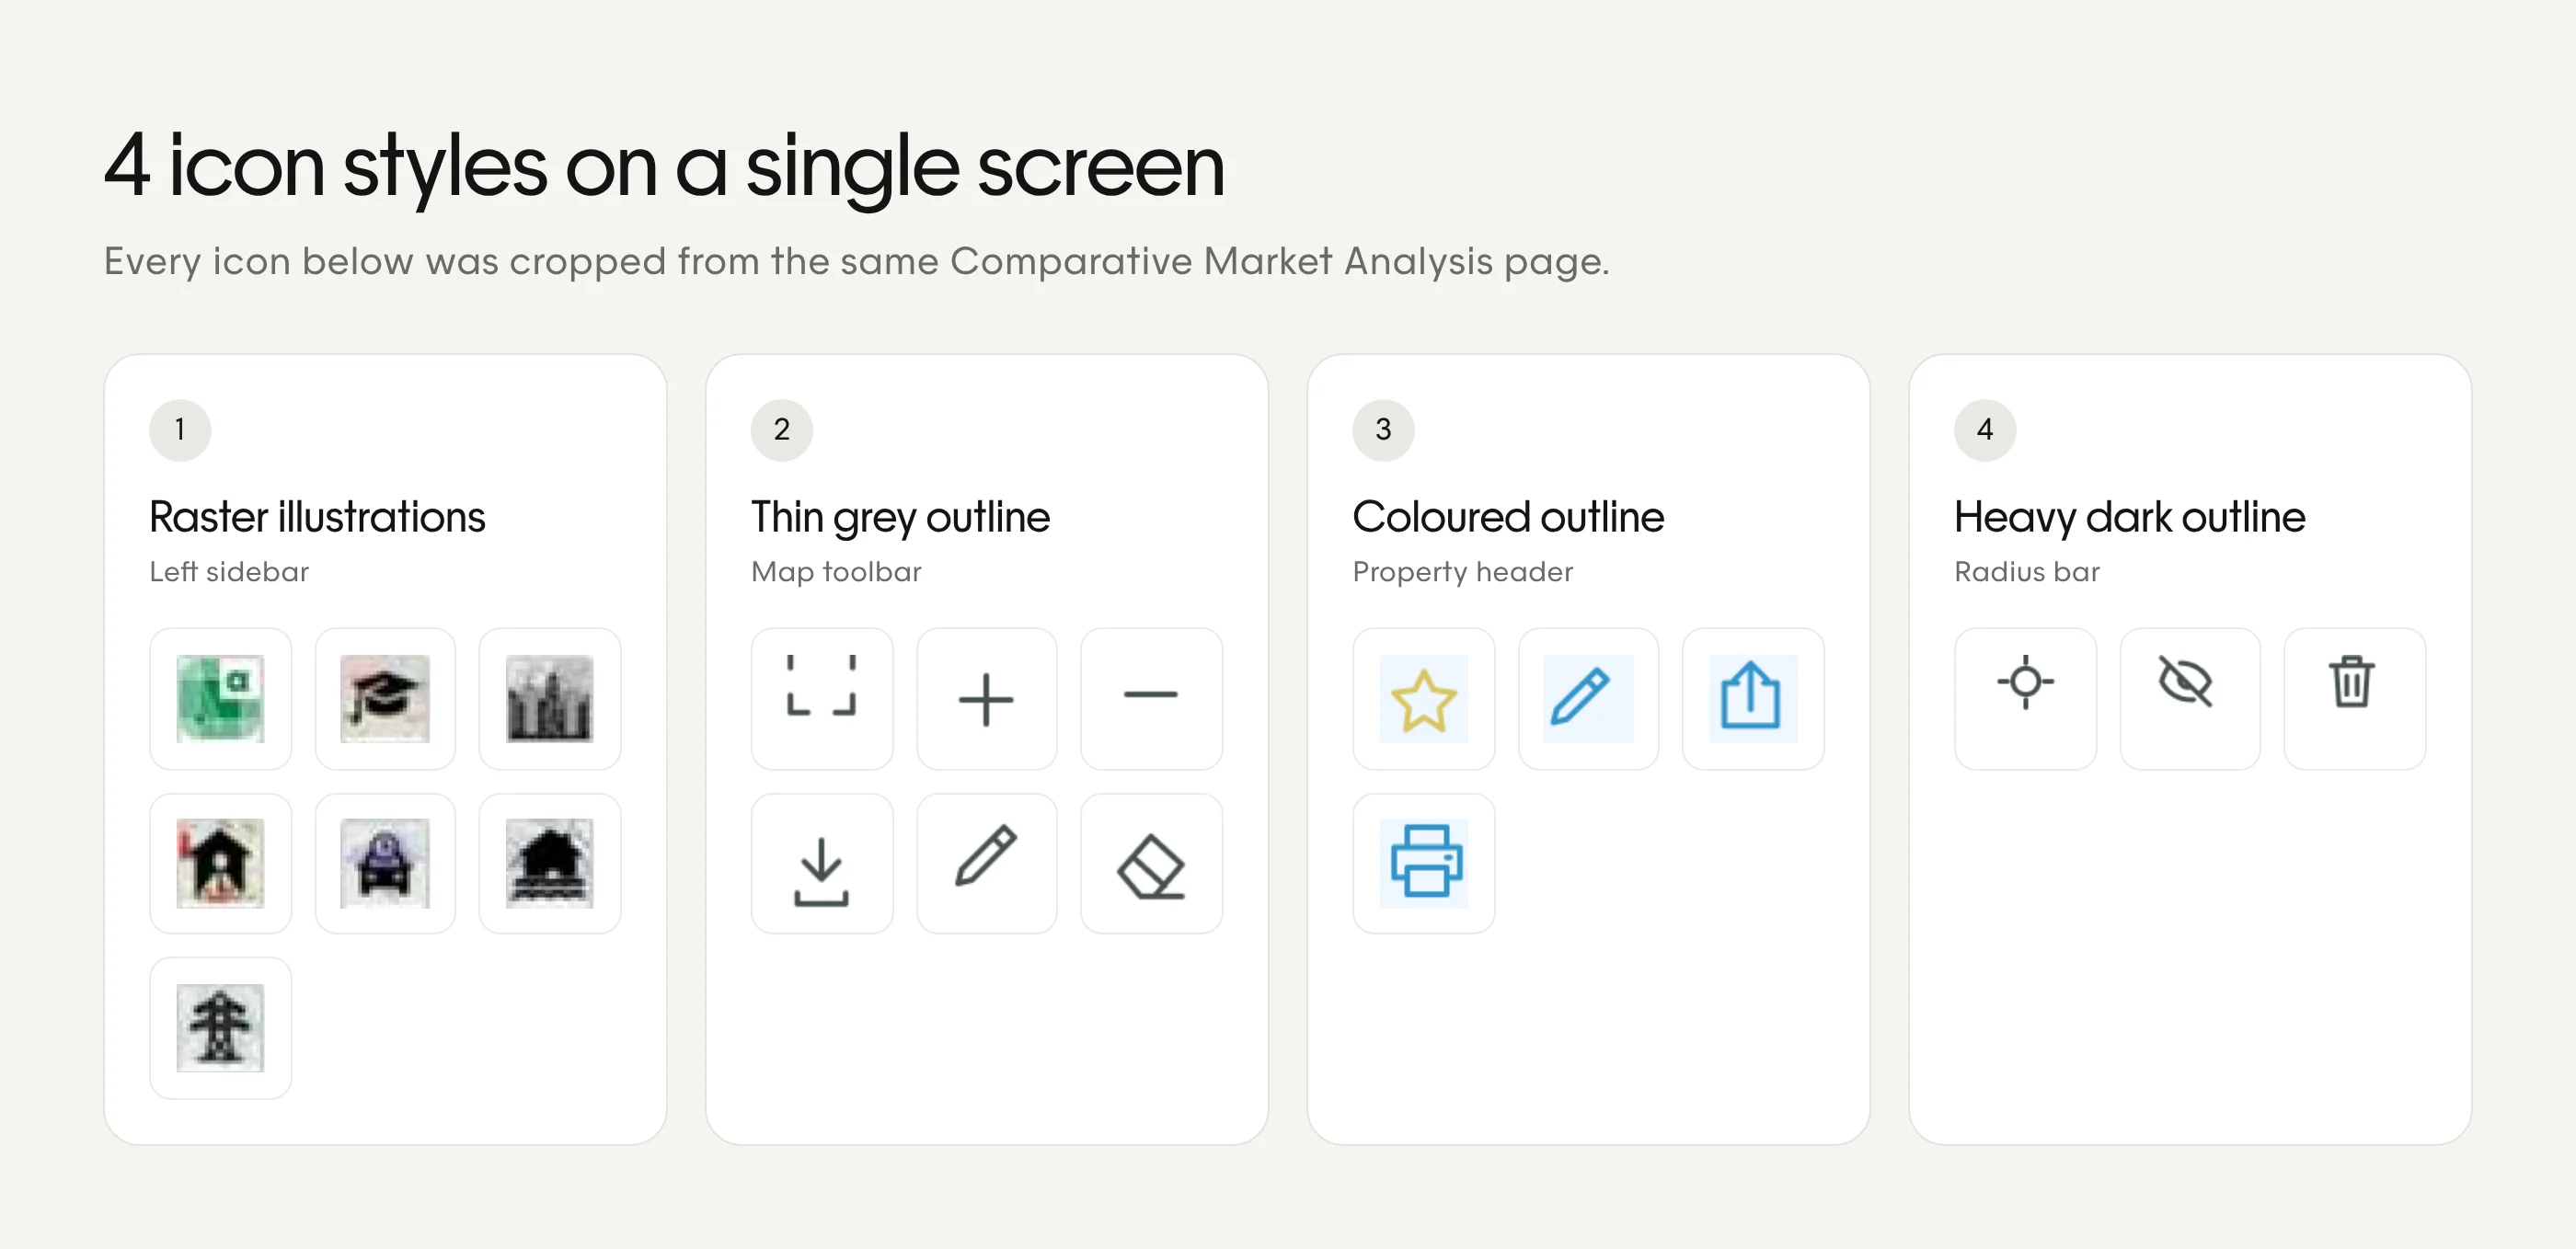 4 icon styles on a single screen
Every icon below was cropped from the same Comparative Market Analysis page.
1
Raster illustrations
Left sidebar
a
2
Thin grey outline
Map toolbar
3
Coloured outline
Property header
4
Heavy dark outline
Radius bar